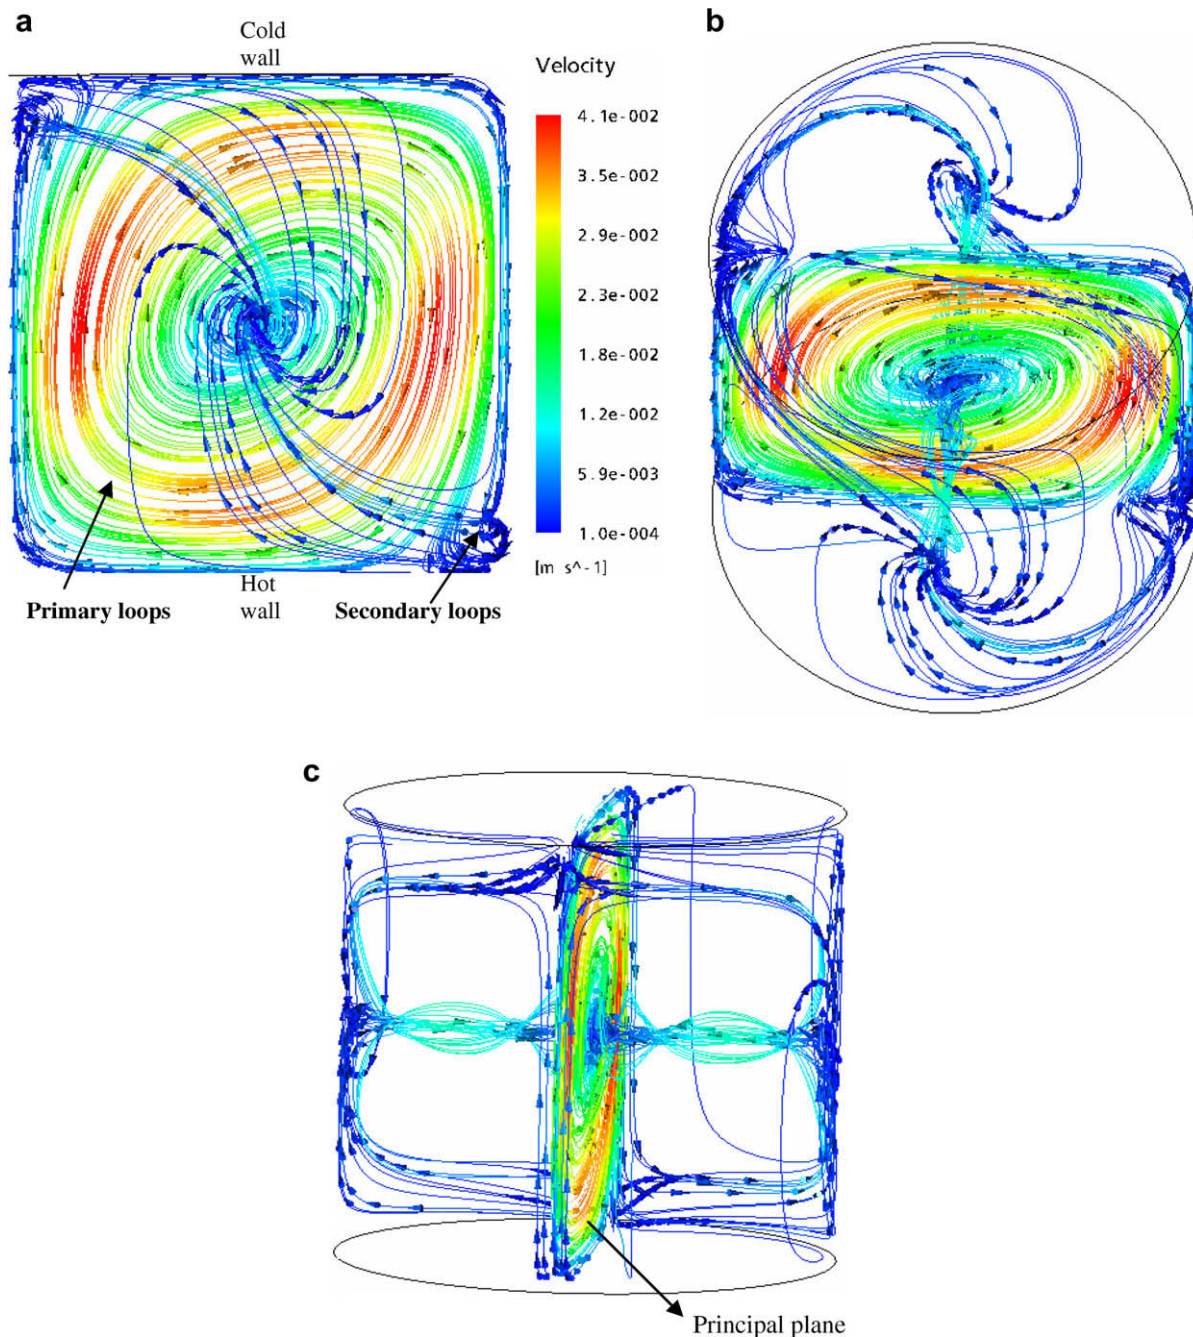 a
Cold
wall
Velocity
4.1e-002
3.5e-002
2.9e-002
2.3e-002
1.8e-002
1.2e-002
5.9e-003
1.0e-004
[m s^-1]
Hot
wall
Primary loops
Secondary loops
b
c
Principal plane